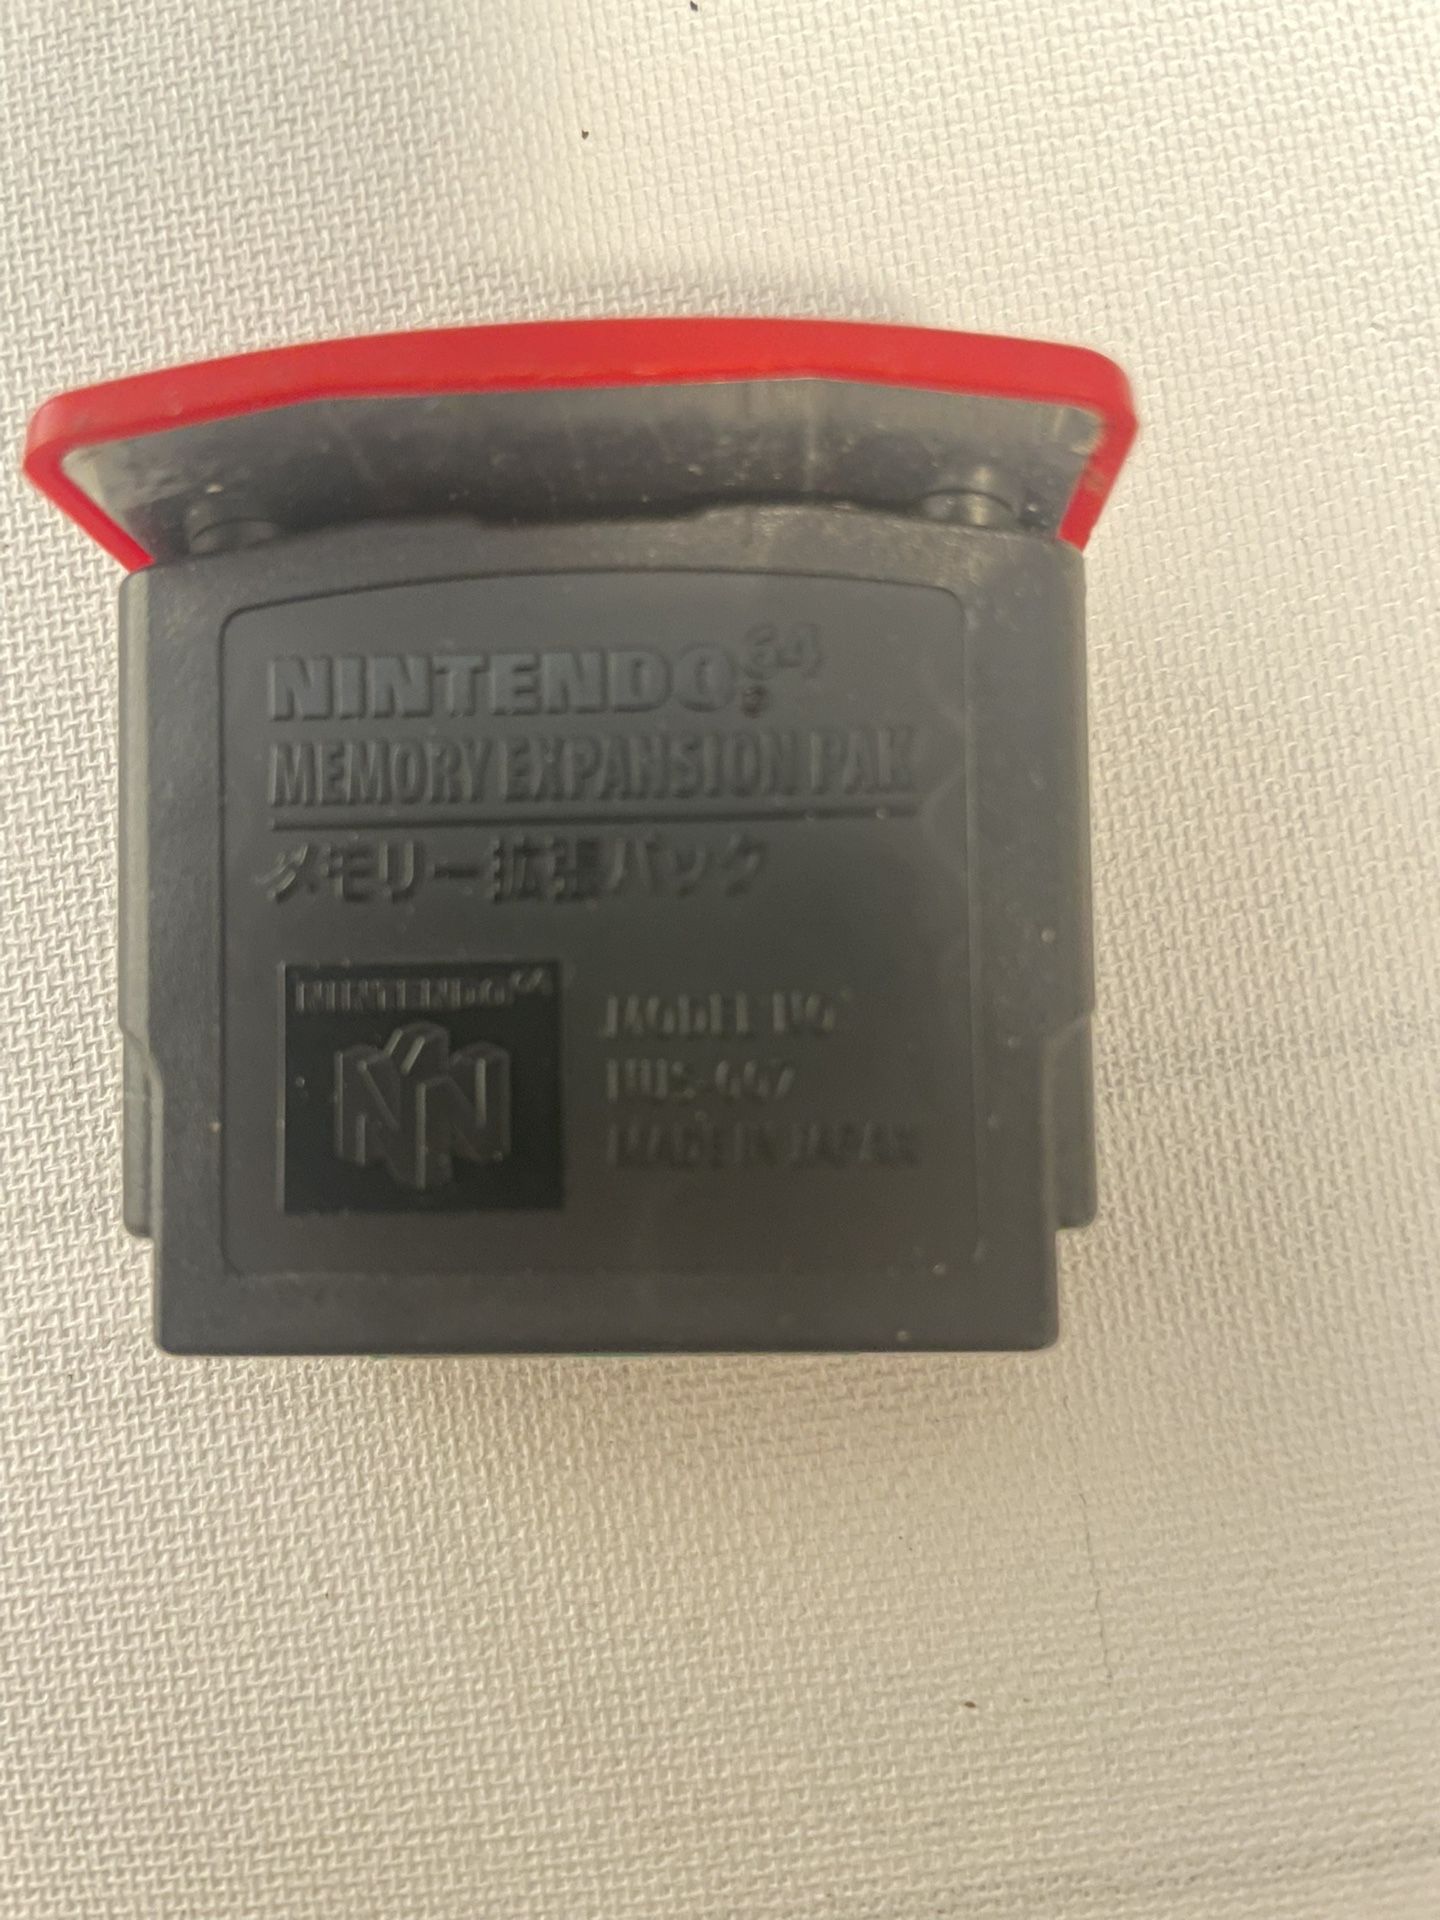 NINTENDO64
MEMORY EXPANSION PAK
メモリー拡張パック
NINTENDO64
MODEL NO
NUS-007
MADE IN JAPAN